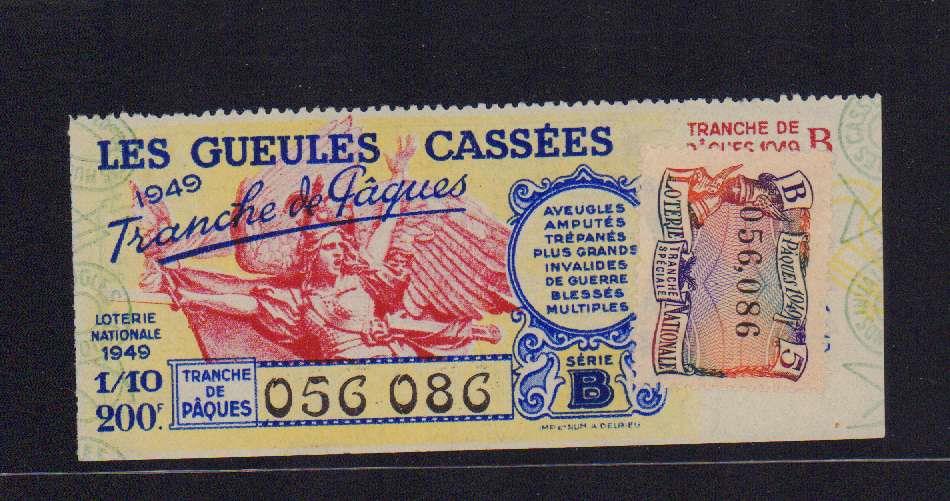 LES GUEULES CASSÉES
1949
Tranche de Pâques
AVEUGLES
AMPUTÉS
TRÉPANÉS
PLUS GRANDS
INVALIDES
DE GUERRE
BLESSÉS
MULTIPLES
LOTERIE
NATIONALE
1949
1/10
200F.
TRANCHE
DE
PÂQUES
056 086
SÉRIE
B
TRANCHE DE
PÂQUES 1949 B
LOTERIE NATIONALE
TRANCHE
SPÉCIALE
056,086
B Pâques 1949 5